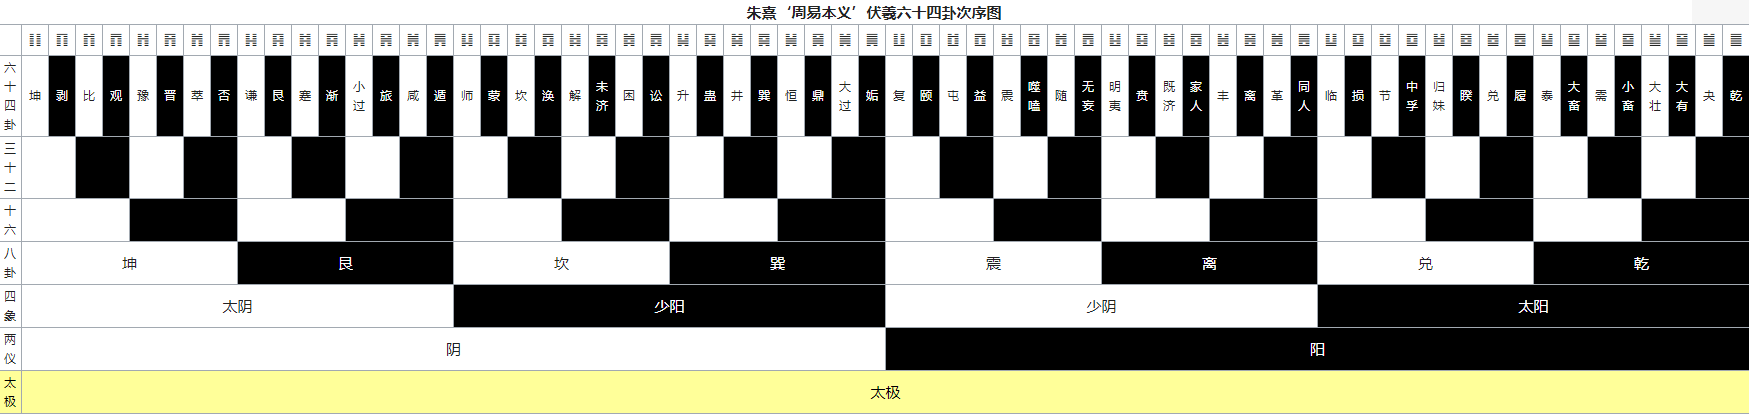 朱熹‘周易本义’伏羲六十四卦次序图
䷁ ䷖ ䷇ ䷓ ䷏ ䷢ ䷬ ䷋ ䷎ ䷳ ䷦ ䷴ ䷽ ䷷ ䷞ ䷠ ䷆ ䷃ ䷜ ䷺ ䷧ ䷿ ䷮ ䷅ ䷭ ䷑ ䷯ ䷸ ䷟ ䷱ ䷛ ䷫ ䷗ ䷚ ䷂ ䷩ ䷲ ䷔ ䷐ ䷘ ䷣ ䷕ ䷾ ䷤ ䷶ ䷝ ䷰ ䷌ ䷒ ䷨ ䷻ ䷼ ䷵ ䷥ ䷹ ䷉ ䷊ ䷙ ䷄ ䷈ ䷡ ䷍ ䷪ ䷀
六十四卦 坤 剥 比 观 豫 晋 萃 否 谦 艮 蹇 渐 小过 旅 咸 遁 师 蒙 坎 涣 解 未济 困 讼 升 蛊 井 巽 恒 鼎 大过 姤 复 颐 屯 益 震 噬嗑 随 无妄 明夷 贲 既济 家人 丰 离 革 同人 临 损 节 中孚 归妹 睽 兑 履 泰 大畜 需 小畜 大壮 大有 夬 乾
三十二
十六
八卦 坤 艮 坎 巽 震 离 兑 乾
四象 太阴 少阳 少阴 太阳
两仪 阴 阳
太极 太极